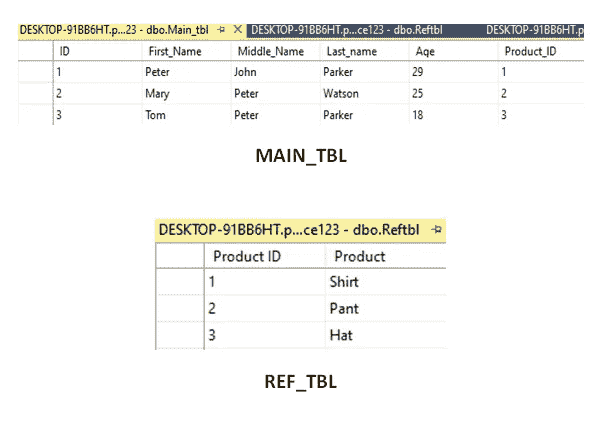 DESKTOP-91BB6HT.p...23 - dbo.Main_tbl DESKTOP-91BB6HT.p...ce123 - dbo.Reftbl DESKTOP-91BB6HT.p
ID First_Name Middle_Name Last_name Age Product_ID
1 Peter John Parker 29 1
2 Mary Peter Watson 25 2
3 Tom Peter Parker 18 3
MAIN_TBL
DESKTOP-91BB6HT.p...ce123 - dbo.Reftbl
Product ID Product
1 Shirt
2 Pant
3 Hat
REF_TBL